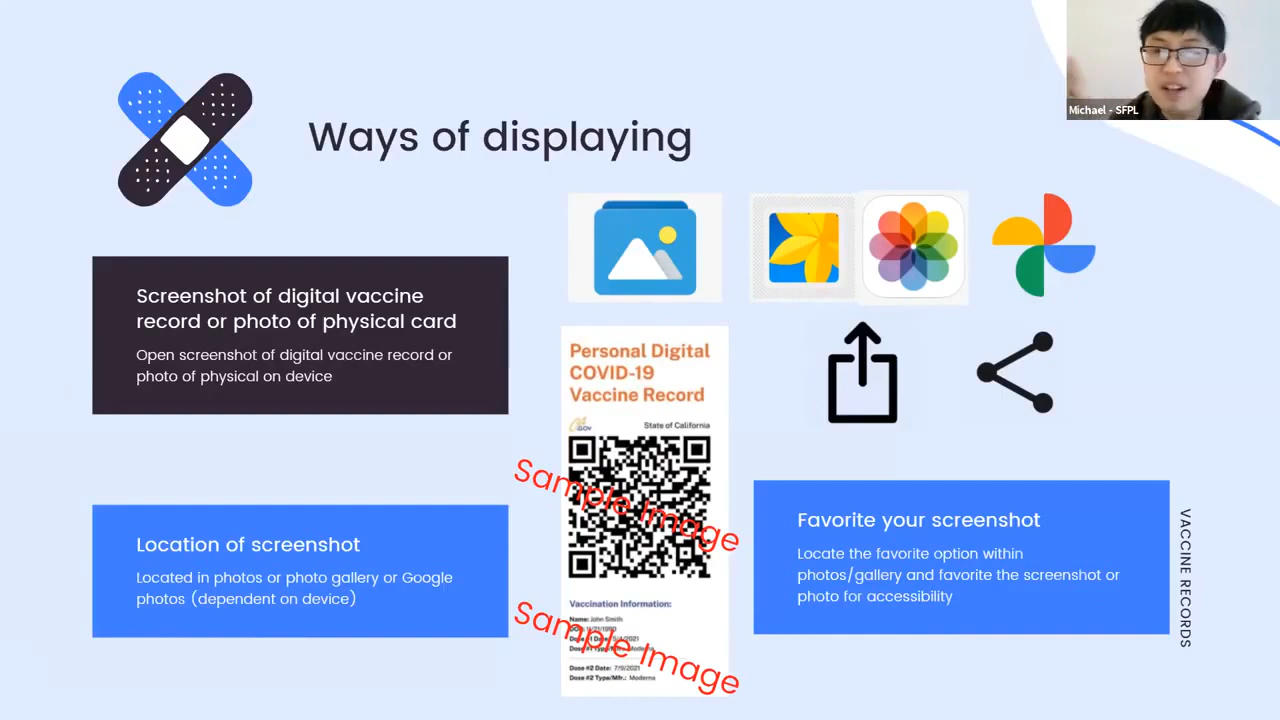 Michael - SFPL
Ways of displaying
Screenshot of digital vaccine
record or photo of physical card
Open screenshot of digital vaccine record or
photo of physical on device
Location of screenshot
Located in photos or photo gallery or Google
photos (dependent on device)
Personal Digital
COVID-19
Vaccine Record
CA
.GOV
State of California
Sample Image
Vaccination Information:
Name: John Smith
Sample Image
Dose #2 Date: 7/9/2021
Dose #2 Type/Mfr.: Moderna
Favorite your screenshot
Locate the favorite option within
photos/gallery and favorite the screenshot or
photo for accessibility
VACCINE RECORDS